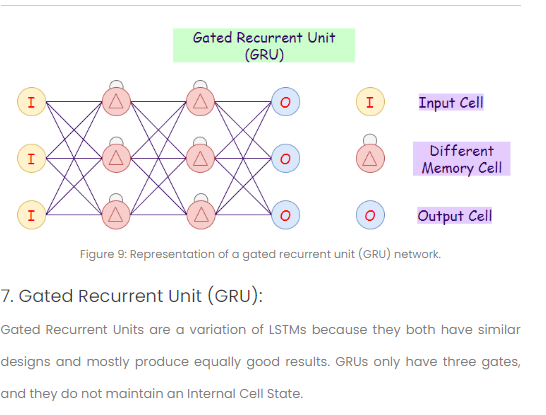 Gated Recurrent Unit
(GRU)
I O I Input Cell
I O Different
Memory Cell
I O O Output Cell
Figure 9: Representation of a gated recurrent unit (GRU) network.
7. Gated Recurrent Unit (GRU):
Gated Recurrent Units are a variation of LSTMs because they both have similar
designs and mostly produce equally good results. GRUs only have three gates,
and they do not maintain an Internal Cell State.